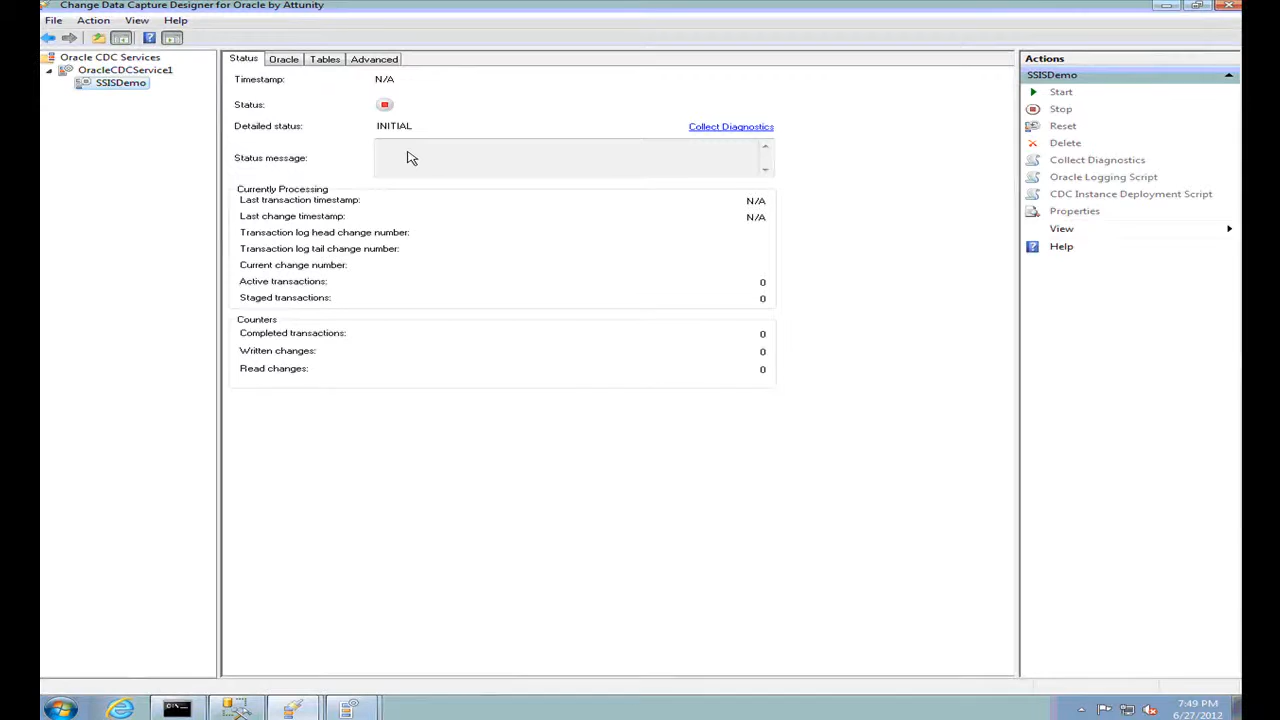 Change Data Capture Designer for Oracle by Attunity
File Action View Help
Oracle CDC Services
OracleCDCService1
SSISDemo
Status Oracle Tables Advanced
Timestamp: N/A
Status:
Detailed status: INITIAL Collect Diagnostics
Status message:
Currently Processing
Last transaction timestamp: N/A
Last change timestamp: N/A
Transaction log head change number:
Transaction log tail change number:
Current change number:
Active transactions: 0
Staged transactions: 0
Counters
Completed transactions: 0
Written changes: 0
Read changes: 0
Actions
SSISDemo
Start
Stop
Reset
Delete
Collect Diagnostics
Oracle Logging Script
CDC Instance Deployment Script
Properties
View
Help
7:49 PM
6/27/2012